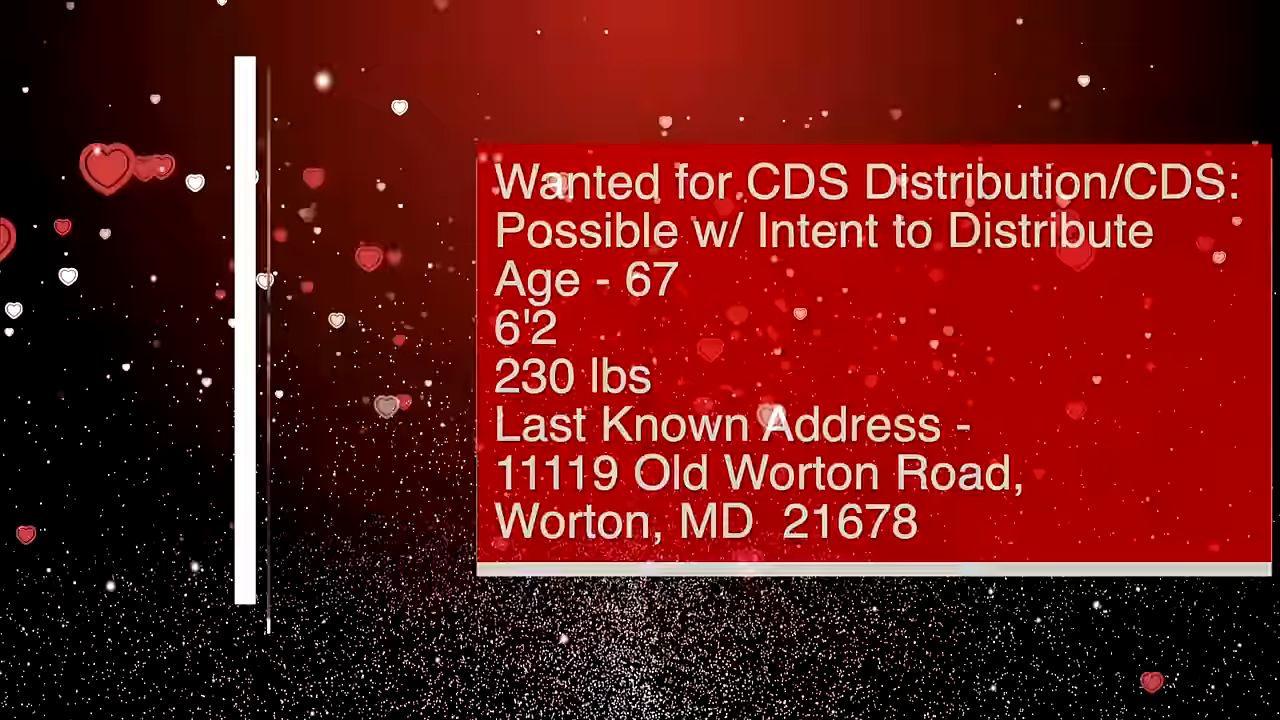 Wanted for CDS Distribution/CDS:
Possible w/ Intent to Distribute
Age - 67
6'2
230 lbs
Last Known Address -
11119 Old Worton Road,
Worton, MD  21678